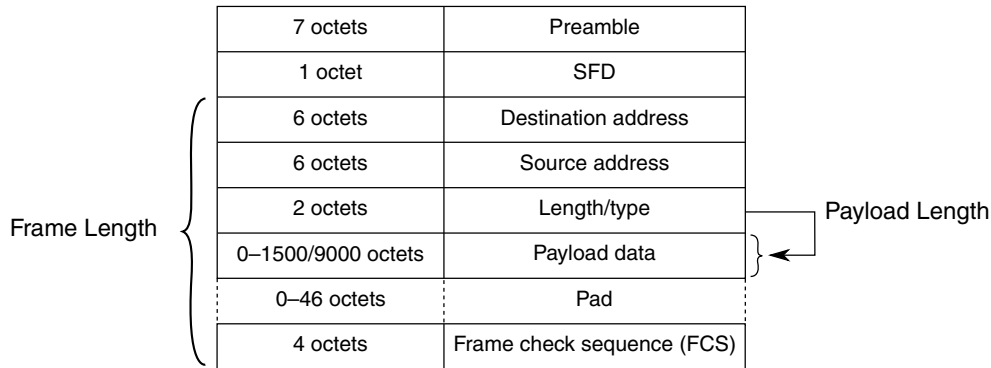 7 octets Preamble
1 octet SFD
6 octets Destination address
6 octets Source address
2 octets Length/type
Frame Length
Payload Length
0–1500/9000 octets Payload data
0–46 octets Pad
4 octets Frame check sequence (FCS)